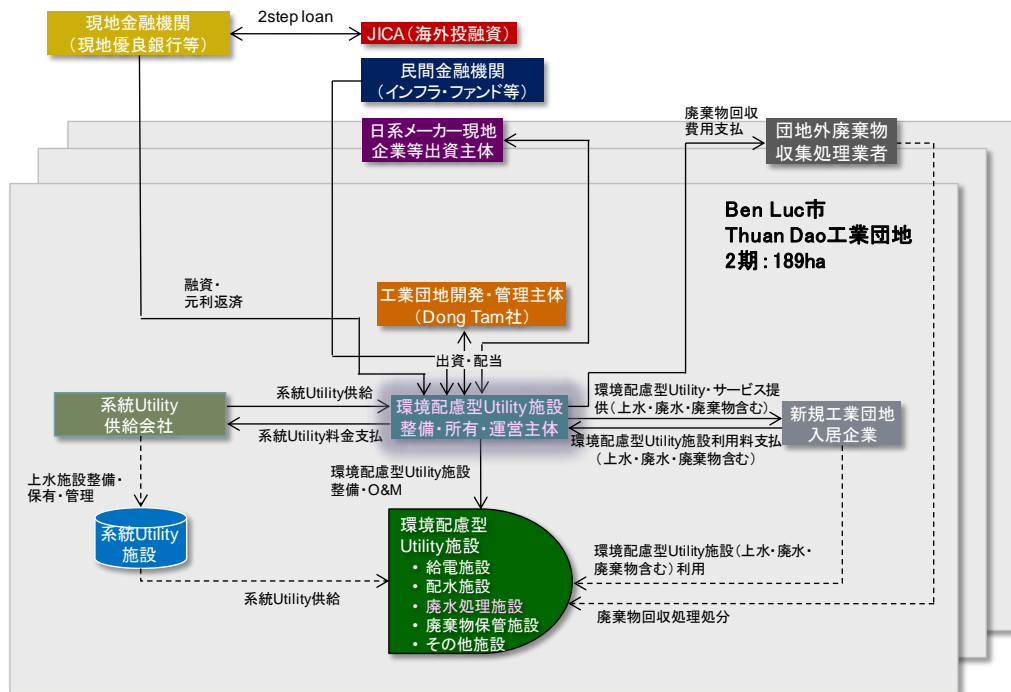 現地金融機関
（現地優良銀行等）
2step loan
JICA（海外投融資）
民間金融機関
（インフラ・ファンド等）
日系メーカー現地
企業等出資主体
廃棄物回収
費用支払
団地外廃棄物
収集処理業者
Ben Luc市
Thuan Dao工業団地
2期：189ha
融資・
元利返済
工業団地開発・管理主体
（Dong Tam社）
出資・配当
系統Utility
供給会社
系統Utility供給
系統Utility料金支払
環境配慮型Utility施設
整備・所有・運営主体
環境配慮型Utility・サービス提
供（上水・廃水・廃棄物含む）
環境配慮型Utility施設利用料支払
（上水・廃水・廃棄物含む）
新規工業団地
入居企業
上水施設整備・
保有・管理
環境配慮型Utility施設
整備・O&M
系統Utility
施設
系統Utility供給
環境配慮型
Utility施設
・ 給電施設
・ 配水施設
・ 廃水処理施設
・ 廃棄物保管施設
・ その他施設
環境配慮型Utility施設（上水・廃水・
廃棄物含む）利用
廃棄物回収処理処分